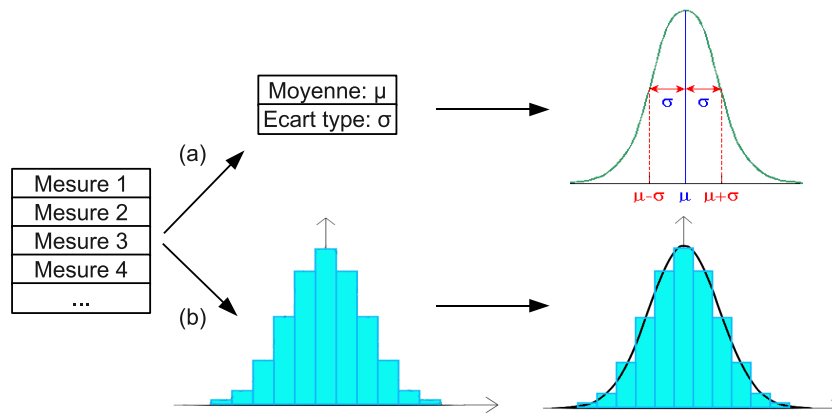 Moyenne: μ
Ecart type: σ
σ σ
μ-σ μ μ+σ
(a)
Mesure 1
Mesure 2
Mesure 3
Mesure 4
...
(b)